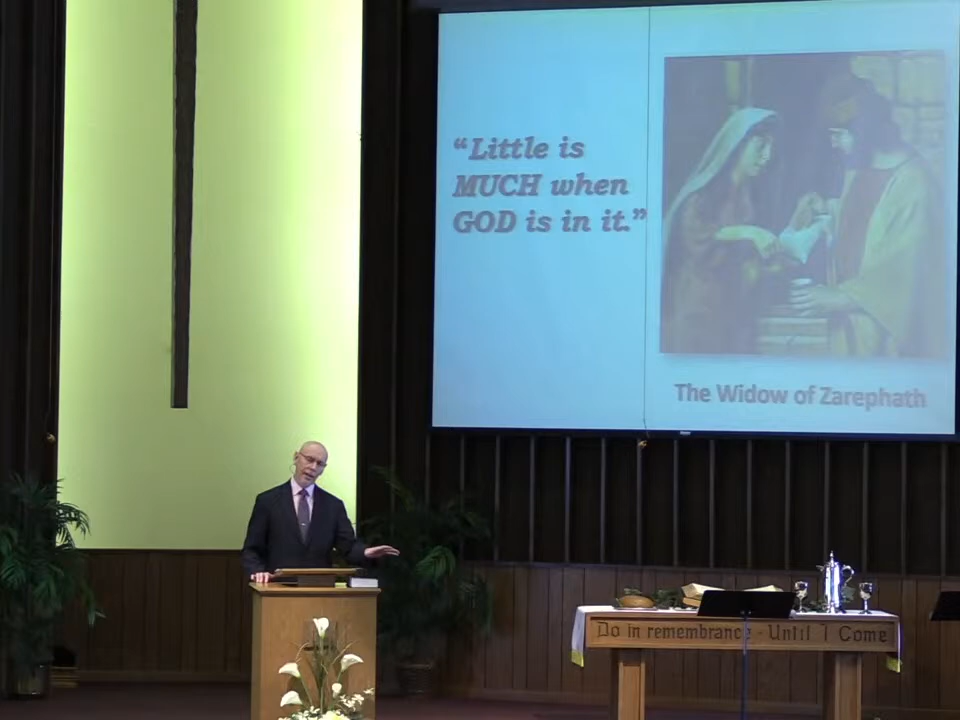 “Little is
MUCH when
GOD is in it.”
The Widow of Zarephath
Do in remembrance - Until I Come